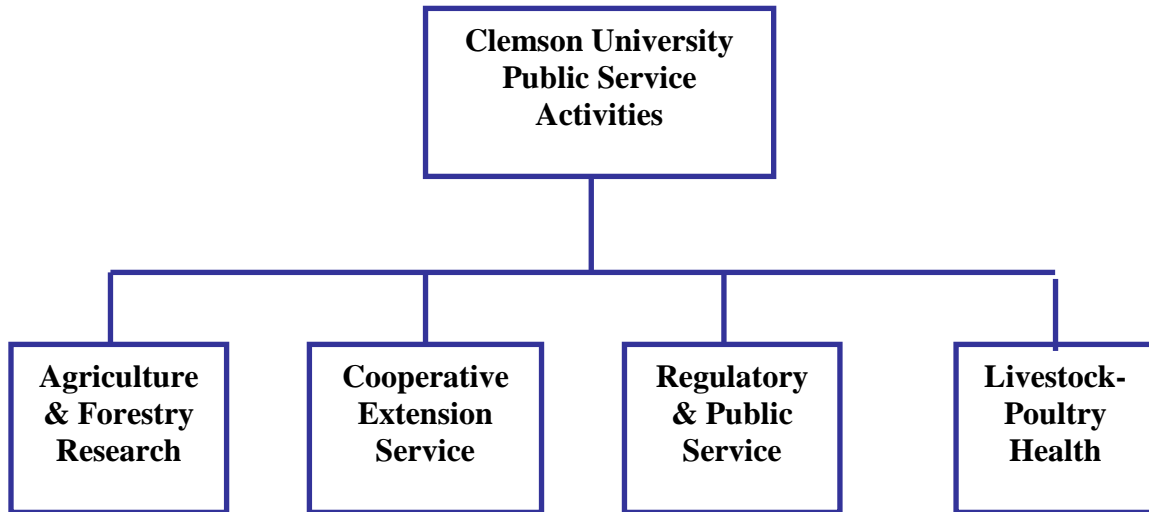 Clemson University
Public Service
Activities
Agriculture
& Forestry
Research
Cooperative
Extension
Service
Regulatory
& Public
Service
Livestock-
Poultry
Health